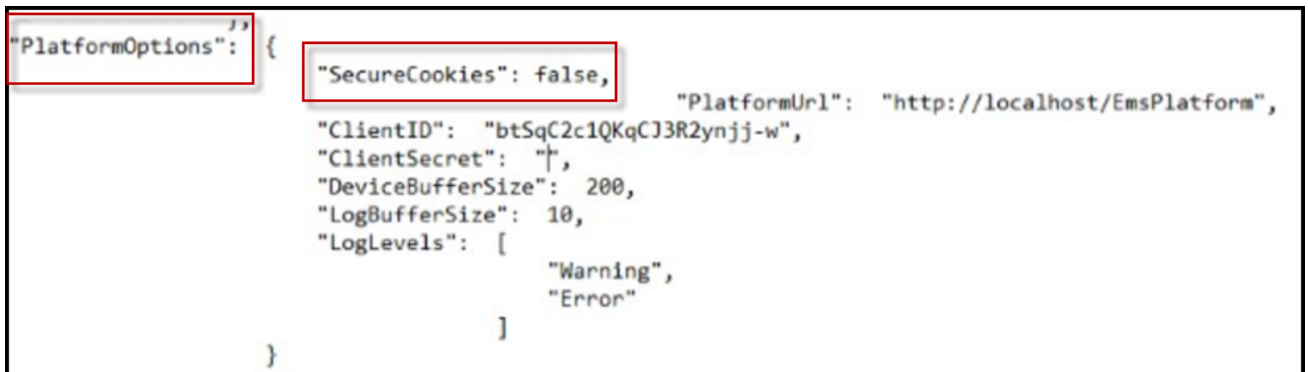 },
"PlatformOptions": {
"SecureCookies": false,
"PlatformUrl": "http://localhost/EmsPlatform",
"ClientID": "btSqC2c1QKqCJ3R2ynjj-w",
"ClientSecret": "",
"DeviceBufferSize": 200,
"LogBufferSize": 10,
"LogLevels": [
"Warning",
"Error"
]
}